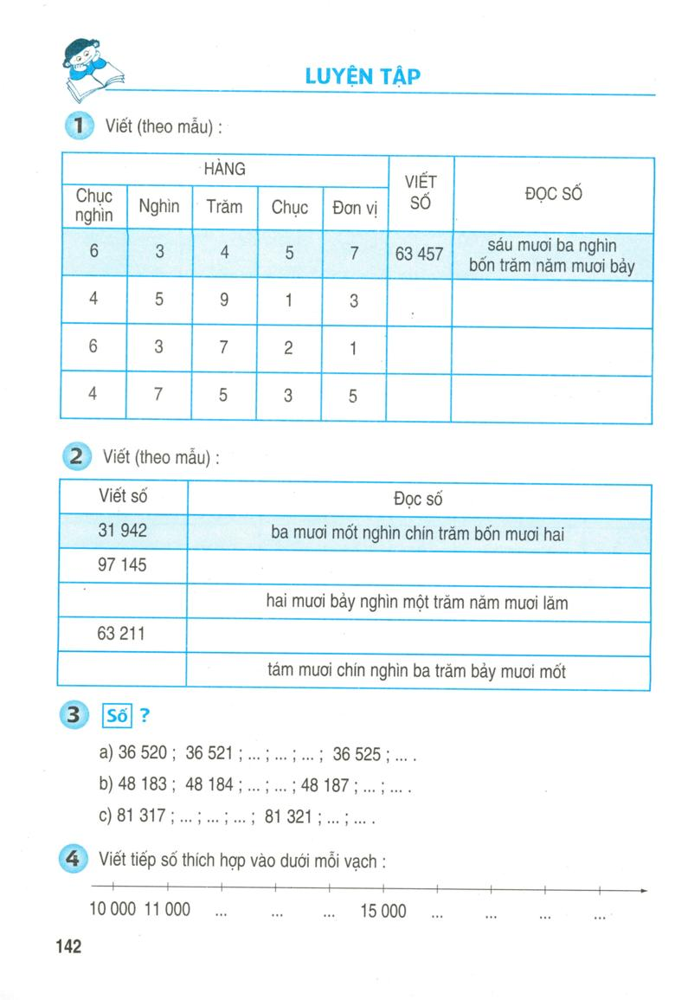 LUYỆN TẬP
1 Viết (theo mẫu) :
HÀNG VIẾT SỐ ĐỌC SỐ
Chục nghìn Nghìn Trăm Chục Đơn vị
6 3 4 5 7 63 457 sáu mươi ba nghìn bốn trăm năm mươi bảy
4 5 9 1 3
6 3 7 2 1
4 7 5 3 5
2 Viết (theo mẫu) :
Viết số Đọc số
31 942 ba mươi mốt nghìn chín trăm bốn mươi hai
97 145
hai mươi bảy nghìn một trăm năm mươi lăm
63 211
tám mươi chín nghìn ba trăm bảy mươi mốt
3 Số ?
a) 36 520 ; 36 521 ; ... ; ... ; ... ; 36 525 ; ... .
b) 48 183 ; 48 184 ; ... ; ... ; 48 187 ; ... ; ... .
c) 81 317 ; ... ; ... ; ... ; 81 321 ; ... ; ... .
4 Viết tiếp số thích hợp vào dưới mỗi vạch :
10 000 11 000 ... ... ... 15 000 ... ... ... ...
142